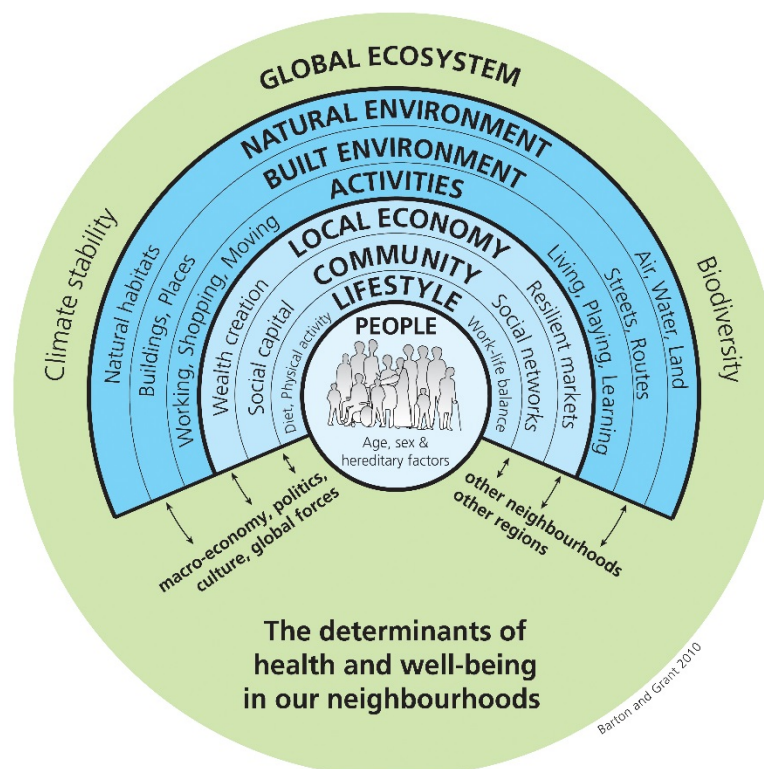 GLOBAL ECOSYSTEM
NATURAL ENVIRONMENT
BUILT ENVIRONMENT
ACTIVITIES
LOCAL ECONOMY
COMMUNITY
LIFESTYLE
PEOPLE
Age, sex &
hereditary factors
Climate stability
Natural habitats
Buildings, Places
Working, Shopping, Moving
Wealth creation
Social capital
Diet, Physical activity
Work-life balance
Social networks
Resilient markets
Living, Playing, Learning
Streets, Routes
Air, Water, Land
Biodiversity
macro-economy, politics,
culture, global forces
other neighbourhoods
other regions
The determinants of
health and well-being
in our neighbourhoods
Barton and Grant 2010